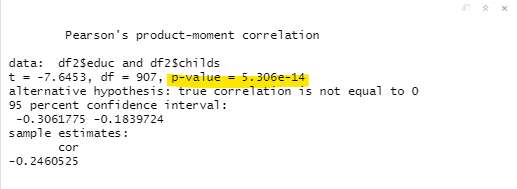 Pearson's product-moment correlation
data: df2$educ and df2$childs
t = -7.6453, df = 907, p-value = 5.306e-14
alternative hypothesis: true correlation is not equal to 0
95 percent confidence interval:
-0.3061775 -0.1839724
sample estimates:
cor
-0.2460525